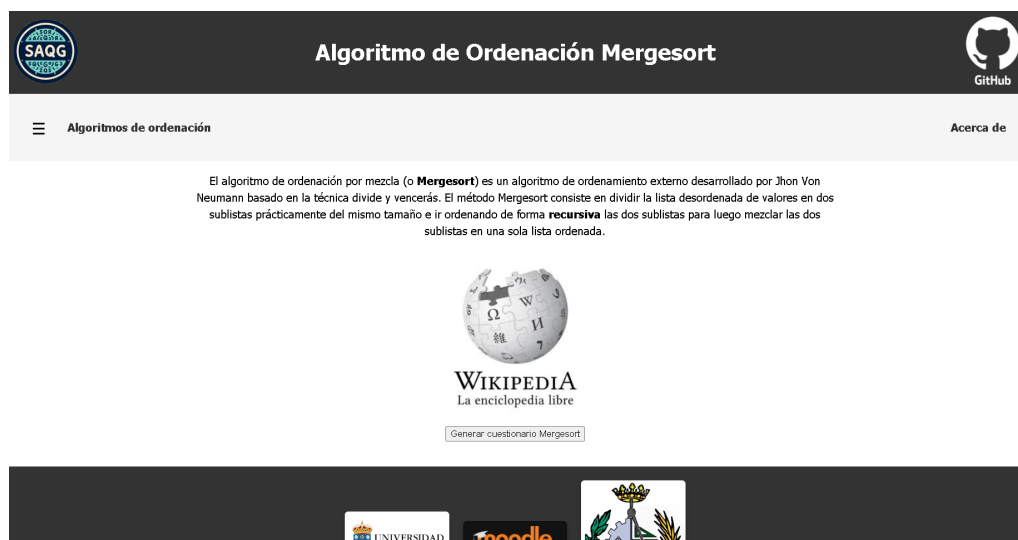 SAQG
Algoritmo de Ordenación Mergesort
GitHub
☰ Algoritmos de ordenación
Acerca de
El algoritmo de ordenación por mezcla (o Mergesort) es un algoritmo de ordenamiento externo desarrollado por Jhon Von
Neumann basado en la técnica divide y vencerás. El método Mergesort consiste en dividir la lista desordenada de valores en dos
sublistas prácticamente del mismo tamaño e ir ordenando de forma recursiva las dos sublistas para luego mezclar las dos
sublistas en una sola lista ordenada.
Ω W И
維 7
WIKIPEDIA
La enciclopedia libre
Generar cuestionario Mergesort
UNIVERSIDAD
moodle